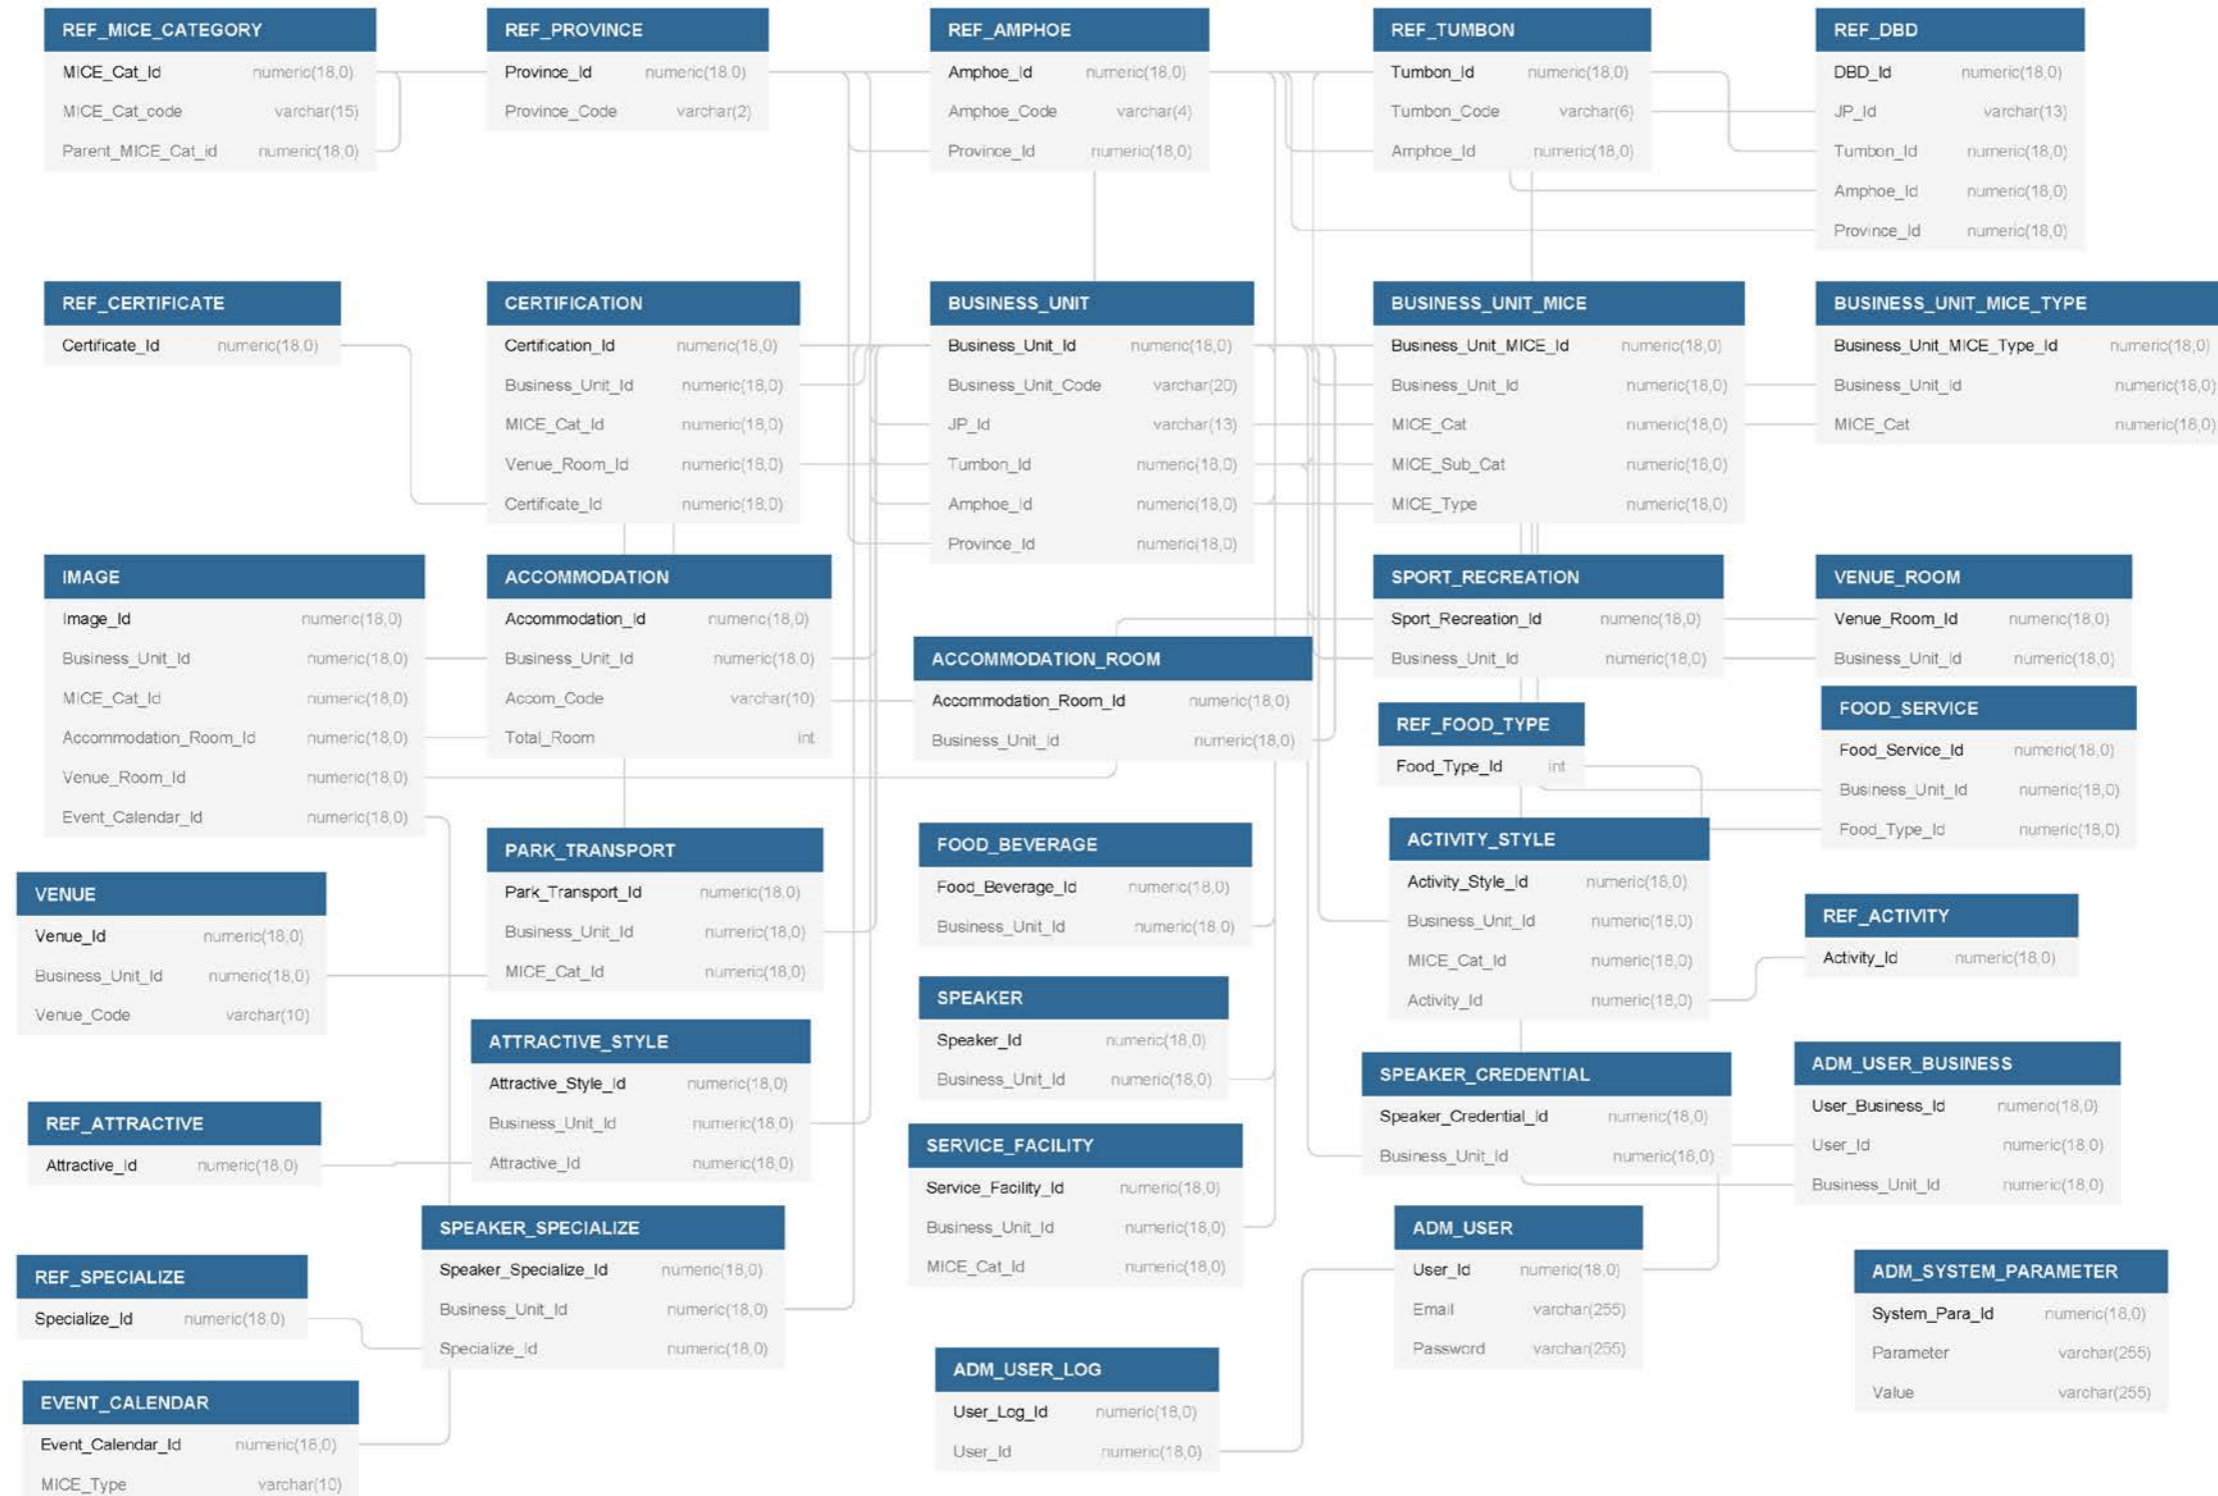 REF_MICE_CATEGORY
MICE_Cat_Id numeric(18,0)
MICE_Cat_code varchar(15)
Parent_MICE_Cat_id numeric(18,0)
REF_PROVINCE
Province_Id numeric(18,0)
Province_Code varchar(2)
REF_AMPHOE
Amphoe_Id numeric(18,0)
Amphoe_Code varchar(4)
Province_Id numeric(18,0)
REF_TUMBON
Tumbon_Id numeric(18,0)
Tumbon_Code varchar(6)
Amphoe_Id numeric(18,0)
REF_DBD
DBD_Id numeric(18,0)
JP_Id varchar(13)
Tumbon_Id numeric(18,0)
Amphoe_Id numeric(18,0)
Province_Id numeric(18,0)
REF_CERTIFICATE
Certificate_Id numeric(18,0)
CERTIFICATION
Certification_Id numeric(18,0)
Business_Unit_Id numeric(18,0)
MICE_Cat_Id numeric(18,0)
Venue_Room_Id numeric(18,0)
Certificate_Id numeric(18,0)
BUSINESS_UNIT
Business_Unit_Id numeric(18,0)
Business_Unit_Code varchar(20)
JP_Id varchar(13)
Tumbon_Id numeric(18,0)
Amphoe_Id numeric(18,0)
Province_Id numeric(18,0)
BUSINESS_UNIT_MICE
Business_Unit_MICE_Id numeric(18,0)
Business_Unit_Id numeric(18,0)
MICE_Cat numeric(18,0)
MICE_Sub_Cat numeric(18,0)
MICE_Type numeric(18,0)
BUSINESS_UNIT_MICE_TYPE
Business_Unit_MICE_Type_Id numeric(18,0)
Business_Unit_Id numeric(18,0)
MICE_Cat numeric(18,0)
IMAGE
Image_Id numeric(18,0)
Business_Unit_Id numeric(18,0)
MICE_Cat_Id numeric(18,0)
Accommodation_Room_Id numeric(18,0)
Venue_Room_Id numeric(18,0)
Event_Calendar_Id numeric(18,0)
ACCOMMODATION
Accommodation_Id numeric(18,0)
Business_Unit_Id numeric(18,0)
Accom_Code varchar(10)
Total_Room int
ACCOMMODATION_ROOM
Accommodation_Room_Id numeric(18,0)
Business_Unit_Id numeric(18,0)
SPORT_RECREATION
Sport_Recreation_Id numeric(18,0)
Business_Unit_Id numeric(18,0)
VENUE_ROOM
Venue_Room_Id numeric(18,0)
Business_Unit_Id numeric(18,0)
REF_FOOD_TYPE
Food_Type_Id int
FOOD_SERVICE
Food_Service_Id numeric(18,0)
Business_Unit_Id numeric(18,0)
Food_Type_Id numeric(18,0)
VENUE
Venue_Id numeric(18,0)
Business_Unit_Id numeric(18,0)
Venue_Code varchar(10)
PARK_TRANSPORT
Park_Transport_Id numeric(18,0)
Business_Unit_Id numeric(18,0)
MICE_Cat_Id numeric(18,0)
FOOD_BEVERAGE
Food_Beverage_Id numeric(18,0)
Business_Unit_Id numeric(18,0)
ACTIVITY_STYLE
Activity_Style_Id numeric(18,0)
Business_Unit_Id numeric(18,0)
MICE_Cat_Id numeric(18,0)
Activity_Id numeric(18,0)
REF_ACTIVITY
Activity_Id numeric(18,0)
SPEAKER
Speaker_Id numeric(18,0)
Business_Unit_Id numeric(18,0)
ATTRACTIVE_STYLE
Attractive_Style_Id numeric(18,0)
Business_Unit_Id numeric(18,0)
Attractive_Id numeric(18,0)
REF_ATTRACTIVE
Attractive_Id numeric(18,0)
SPEAKER_CREDENTIAL
Speaker_Credential_Id numeric(18,0)
Business_Unit_Id numeric(18,0)
ADM_USER_BUSINESS
User_Business_Id numeric(18,0)
User_Id numeric(18,0)
Business_Unit_Id numeric(18,0)
SERVICE_FACILITY
Service_Facility_Id numeric(18,0)
Business_Unit_Id numeric(18,0)
MICE_Cat_Id numeric(18,0)
SPEAKER_SPECIALIZE
Speaker_Specialize_Id numeric(18,0)
Business_Unit_Id numeric(18,0)
Specialize_Id numeric(18,0)
REF_SPECIALIZE
Specialize_Id numeric(18,0)
ADM_USER
User_Id numeric(18,0)
Email varchar(255)
Password varchar(255)
ADM_SYSTEM_PARAMETER
System_Para_Id numeric(18,0)
Parameter varchar(255)
Value varchar(255)
ADM_USER_LOG
User_Log_Id numeric(18,0)
User_Id numeric(18,0)
EVENT_CALENDAR
Event_Calendar_Id numeric(18,0)
MICE_Type varchar(10)